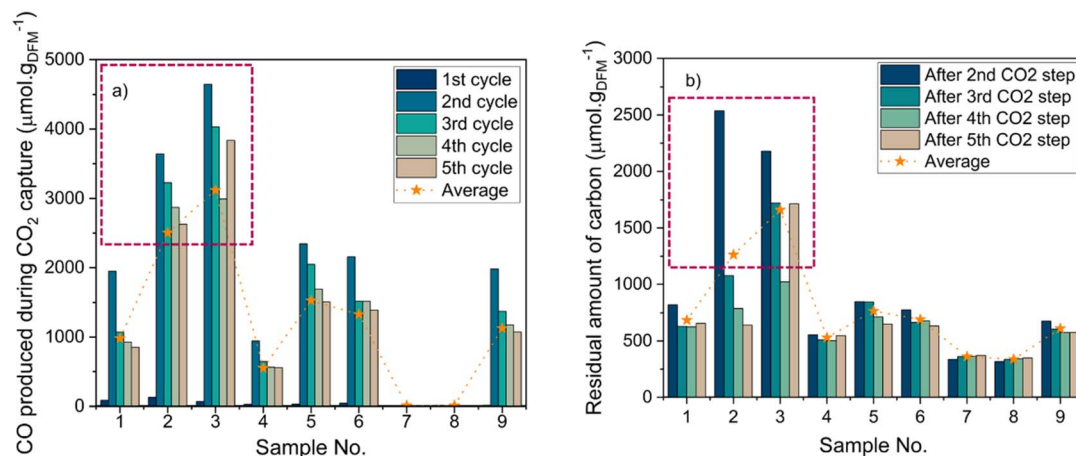 a)
CO produced during CO₂ capture (μmol.g_DFM⁻¹)
5000
4000
3000
2000
1000
0
1st cycle
2nd cycle
3rd cycle
4th cycle
5th cycle
Average
1 2 3 4 5 6 7 8 9
Sample No.
b)
Residual amount of carbon (μmol.g_DFM⁻¹)
3000
2500
2000
1500
1000
500
0
After 2nd CO2 step
After 3rd CO2 step
After 4th CO2 step
After 5th CO2 step
Average
1 2 3 4 5 6 7 8 9
Sample No.